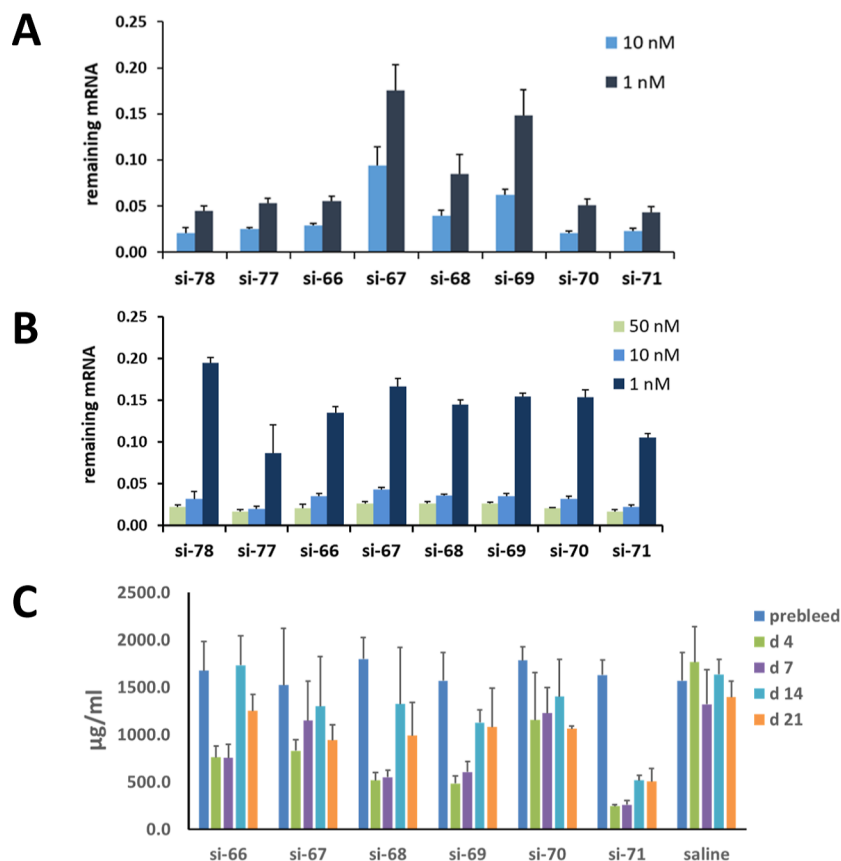 A
0.25
0.20
0.15
0.10
0.05
0.00
remaining mRNA
10 nM
1 nM
si-78 si-77 si-66 si-67 si-68 si-69 si-70 si-71
B
0.25
0.20
0.15
0.10
0.05
0.00
remaining mRNA
50 nM
10 nM
1 nM
si-78 si-77 si-66 si-67 si-68 si-69 si-70 si-71
C
2500.0
2000.0
1500.0
1000.0
500.0
0.0
µg/ml
prebleed
d 4
d 7
d 14
d 21
si-66 si-67 si-68 si-69 si-70 si-71 saline